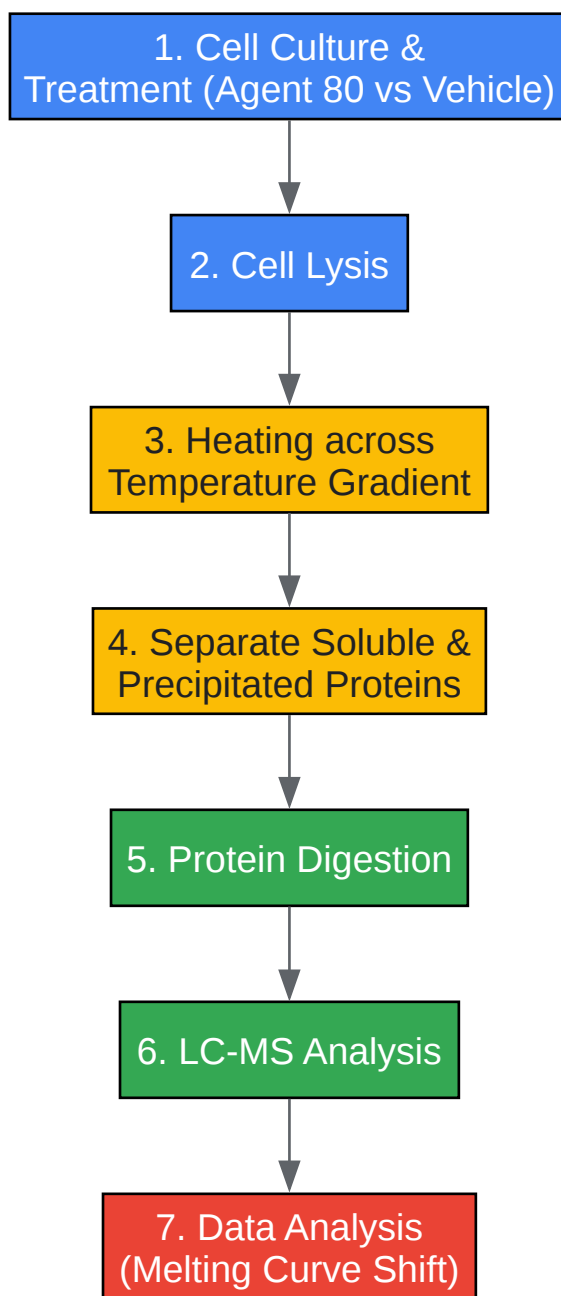 1. Cell Culture &
Treatment (Agent 80 vs Vehicle)
2. Cell Lysis
3. Heating across
Temperature Gradient
4. Separate Soluble &
Precipitated Proteins
5. Protein Digestion
6. LC-MS Analysis
7. Data Analysis
(Melting Curve Shift)